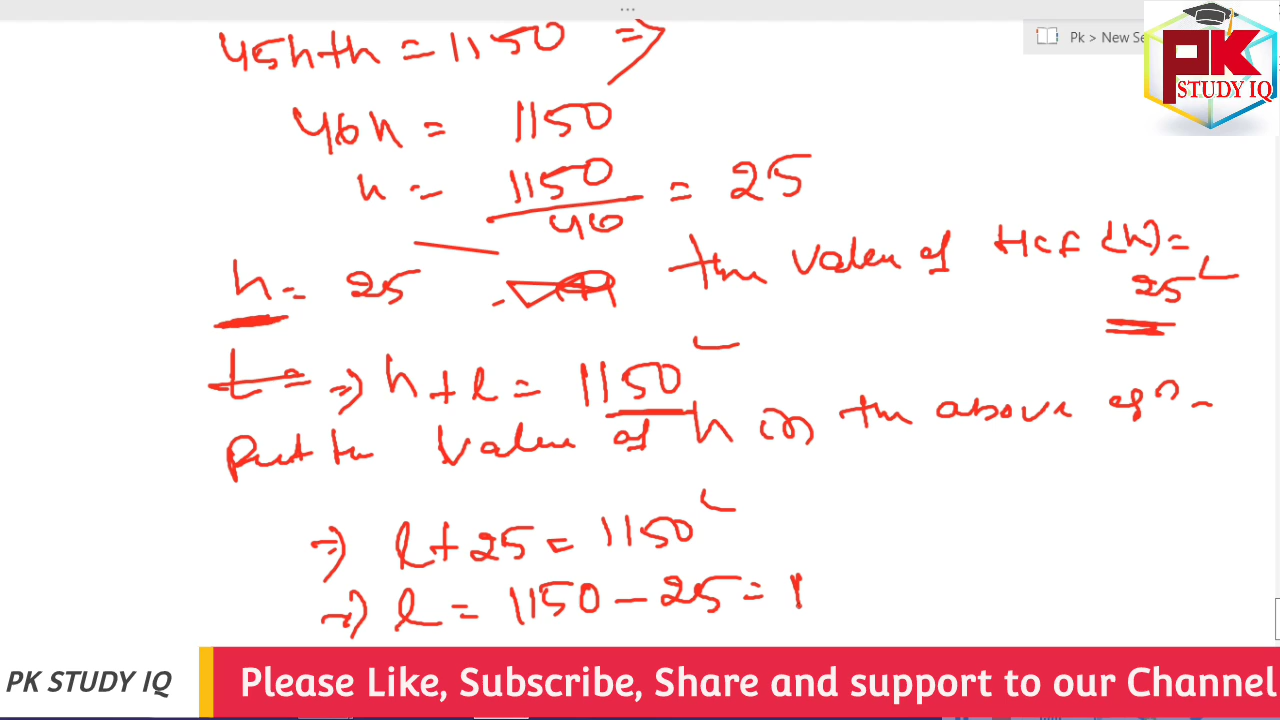 Pk > New Se
PK
STUDY IQ
45h+h = 1150 ⇒
46h = 1150
h = 1150/46 = 25
h = 25 the value of Hcf (h) =
25
⇒ h + l = 1150
Put the value of h in the above eqn -
⇒ l + 25 = 1150
⇒ l = 1150 - 25 = 1
PK STUDY IQ
Please Like, Subscribe, Share and support to our Channel